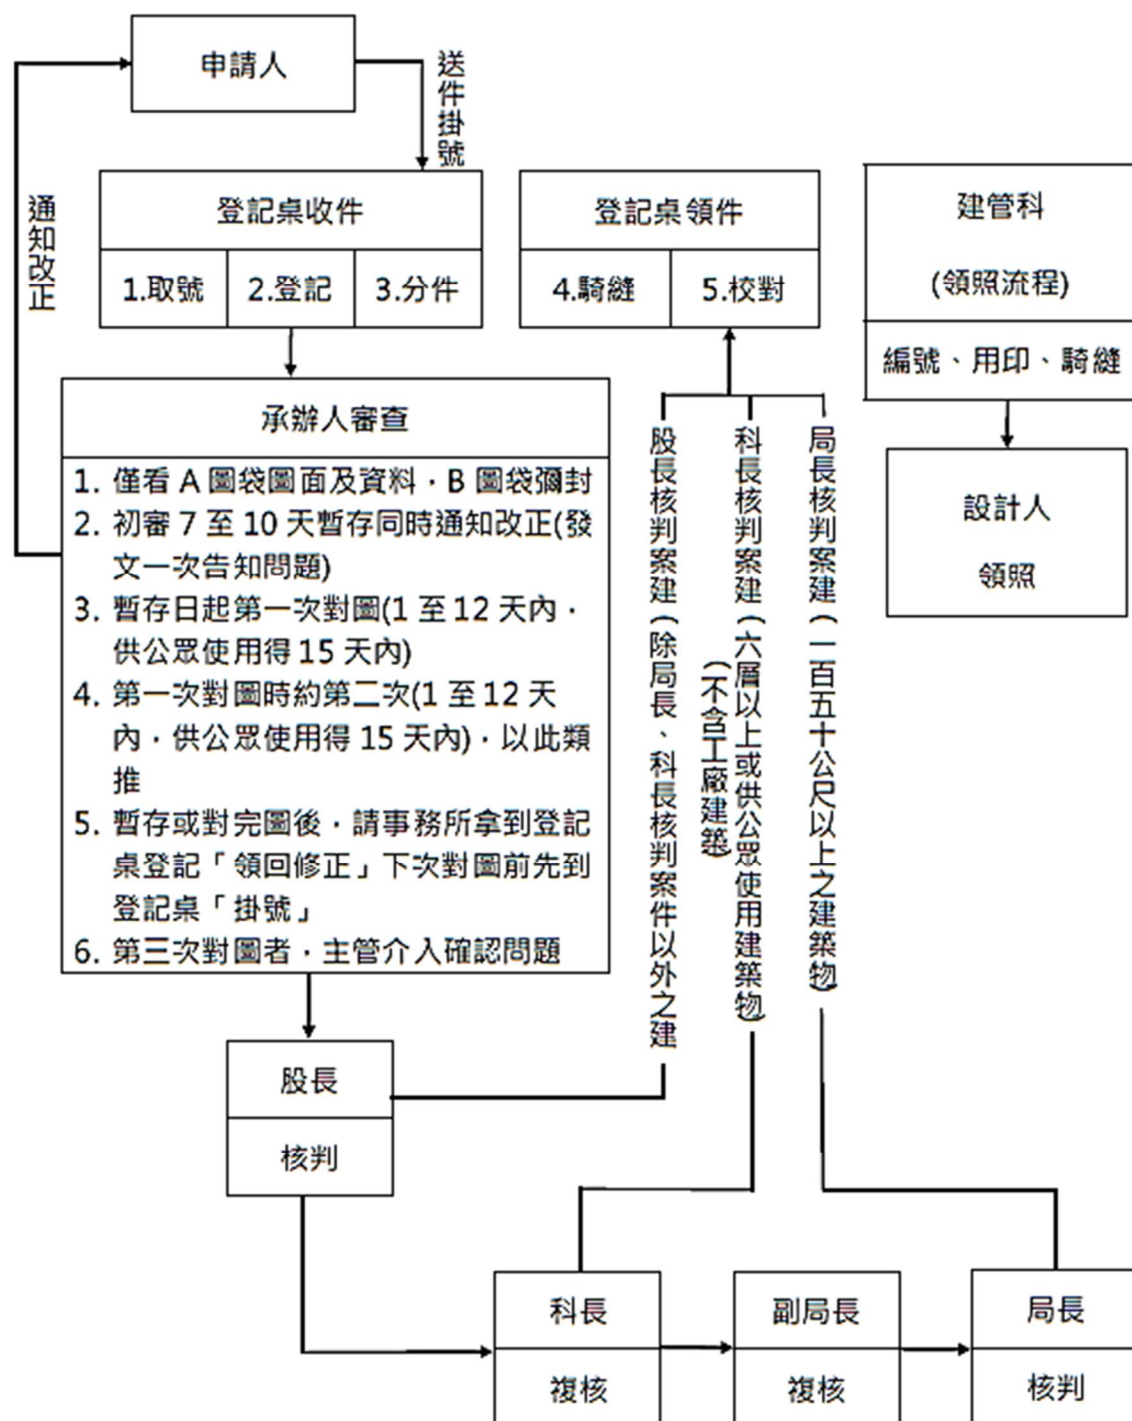 申請人
送件掛號
通知改正
登記桌收件
1.取號
2.登記
3.分件
登記桌領件
4.騎縫
5.校對
建管科
(領照流程)
編號、用印、騎縫
設計人
領照
承辦人審查
1. 僅看 A 圖袋圖面及資料，B 圖袋彌封
2. 初審 7 至 10 天暫存同時通知改正(發
文一次告知問題)
3. 暫存日起第一次對圖(1 至 12 天內，
供公眾使用得 15 天內)
4. 第一次對圖時約第二次(1 至 12 天
內，供公眾使用得 15 天內)，以此類
推
5. 暫存或對完圖後，請事務所拿到登記
桌登記「領回修正」下次對圖前先到
登記桌「掛號」
6. 第三次對圖者，主管介入確認問題
局長核判案建(一百五十公尺以上之建築物)
科長核判案建(六層以上或供公眾使用建築物)
(不含工廠建築)
股長核判案建(除局長、科長核判案件以外之建
股長
核判
科長
複核
副局長
複核
局長
核判